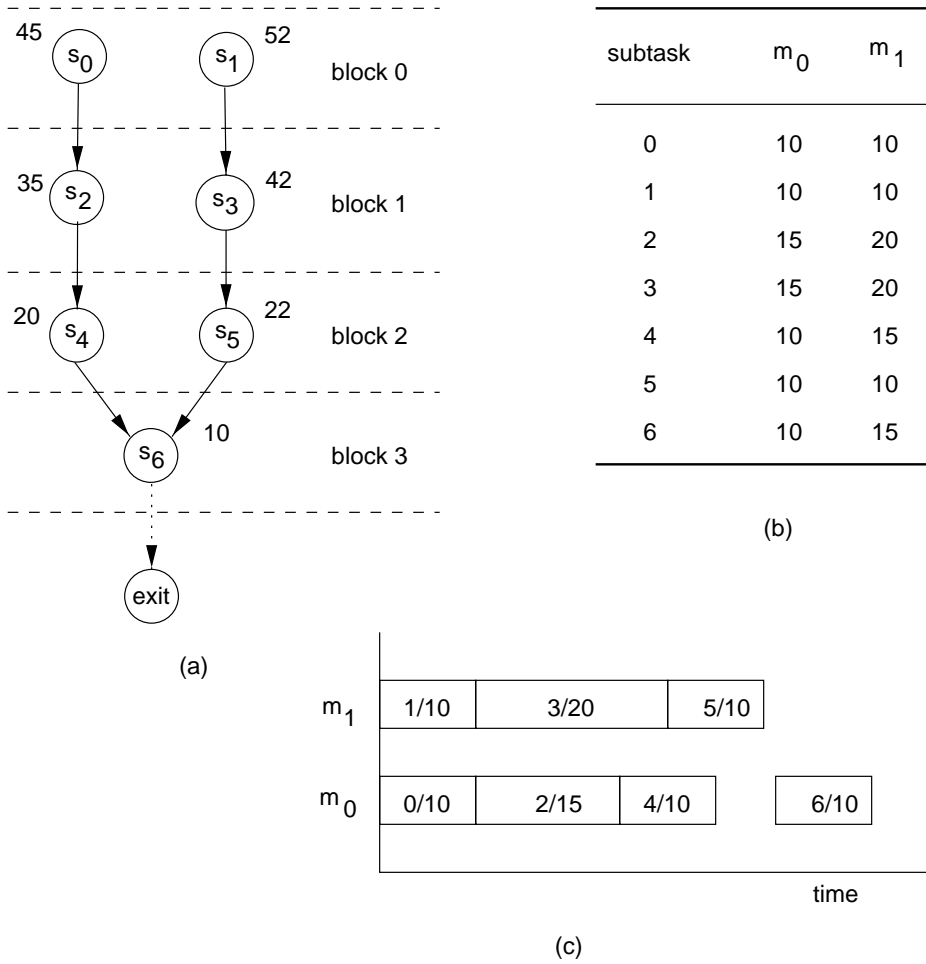 45 s0 s1 52 block 0
35 s2 s3 42 block 1
20 s4 s5 22 block 2
s6 10 block 3
exit
(a)
subtask m0 m1
0 10 10
1 10 10
2 15 20
3 15 20
4 10 15
5 10 10
6 10 15
(b)
m1 1/10 3/20 5/10
m0 0/10 2/15 4/10 6/10
time
(c)